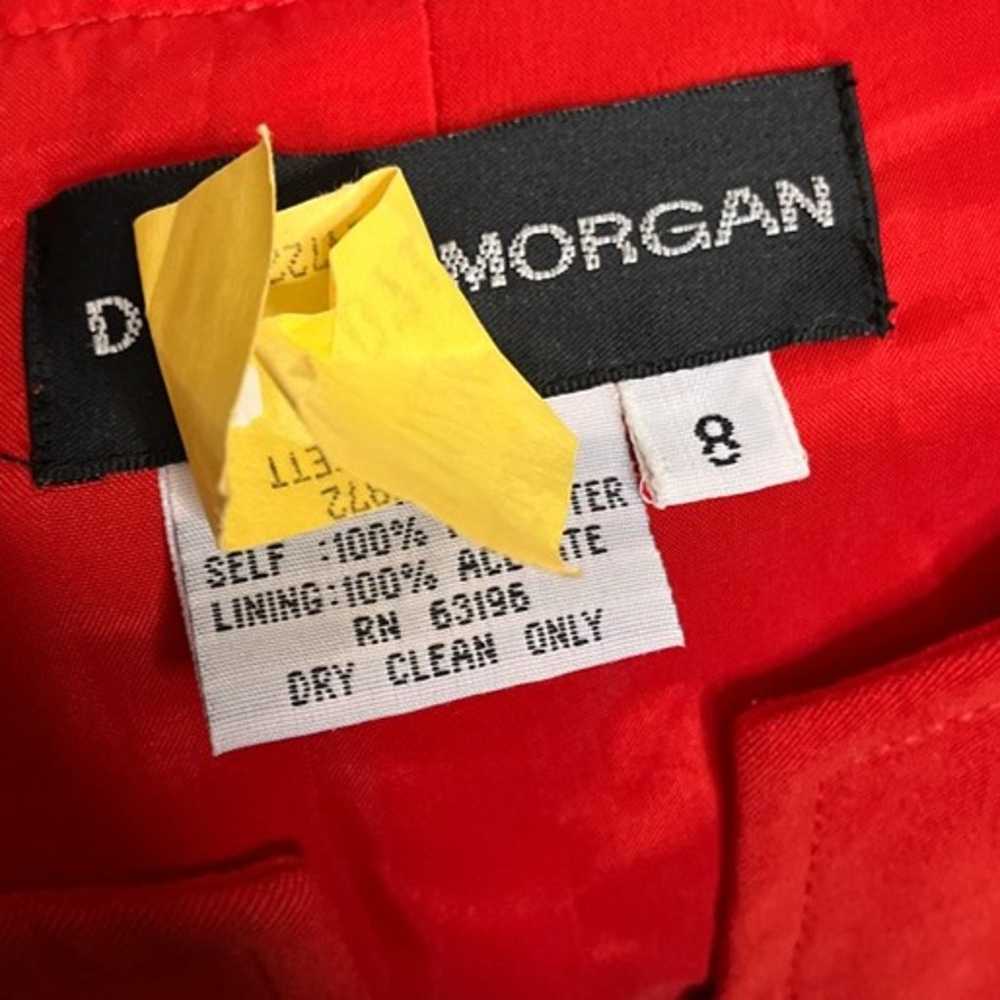 D MORGAN
8
SELF :100% TER
LINING:100% AC TE
RN 63196
DRY CLEAN ONLY